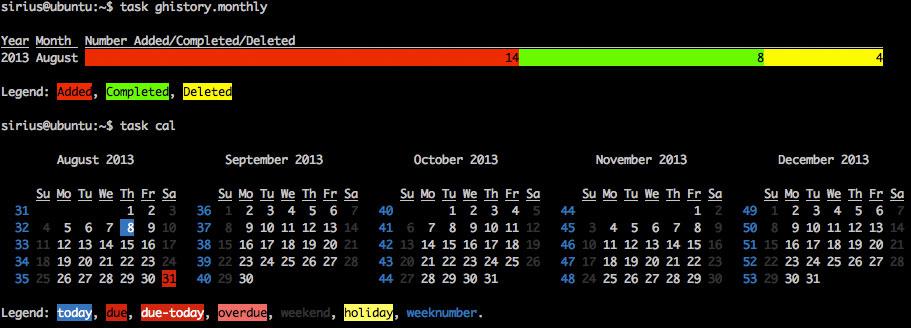 sirius@ubuntu:~$ task ghistory.monthly
Year Month Number Added/Completed/Deleted
2013 August 14 8 4
Legend: Added, Completed, Deleted
sirius@ubuntu:~$ task cal
August 2013 September 2013 October 2013 November 2013 December 2013
Su Mo Tu We Th Fr Sa Su Mo Tu We Th Fr Sa Su Mo Tu We Th Fr Sa Su Mo Tu We Th Fr Sa Su Mo Tu We Th Fr Sa
31 1 2 3 36 1 2 3 4 5 6 7 40 1 2 3 4 5 44 1 2 49 1 2 3 4 5 6 7
32 4 5 6 7 8 9 10 37 8 9 10 11 12 13 14 41 6 7 8 9 10 11 12 45 3 4 5 6 7 8 9 50 8 9 10 11 12 13 14
33 11 12 13 14 15 16 17 38 15 16 17 18 19 20 21 42 13 14 15 16 17 18 19 46 10 11 12 13 14 15 16 51 15 16 17 18 19 20 21
34 18 19 20 21 22 23 24 39 22 23 24 25 26 27 28 43 20 21 22 23 24 25 26 47 17 18 19 20 21 22 23 52 22 23 24 25 26 27 28
35 25 26 27 28 29 30 31 40 29 30 44 27 28 29 30 31 48 24 25 26 27 28 29 30 53 29 30 31
Legend: today, due, due-today, overdue, weekend, holiday, weeknumber.